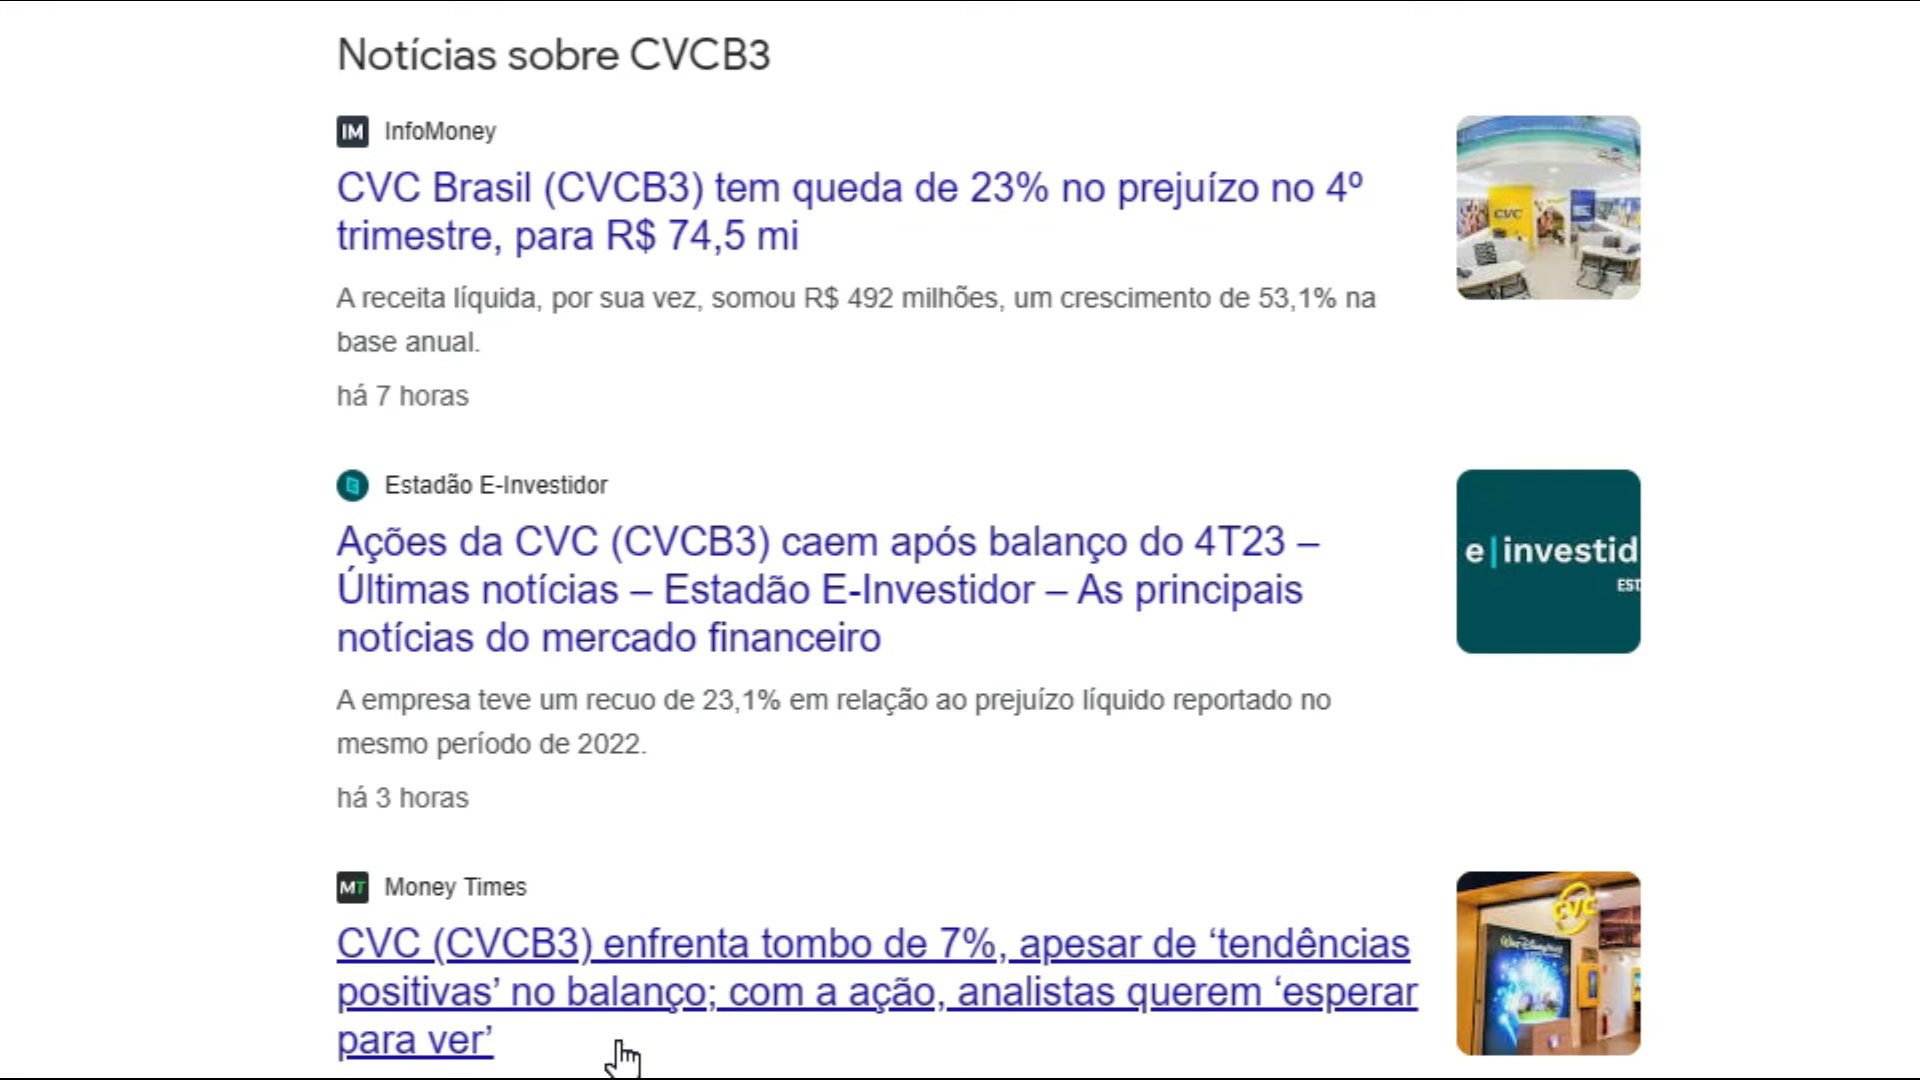 Notícias sobre CVCB3
IM InfoMoney
CVC Brasil (CVCB3) tem queda de 23% no prejuízo no 4º
trimestre, para R$ 74,5 mi
A receita líquida, por sua vez, somou R$ 492 milhões, um crescimento de 53,1% na
base anual.
há 7 horas
CVC
Estadão E-Investidor
Ações da CVC (CVCB3) caem após balanço do 4T23 –
Últimas notícias – Estadão E-Investidor – As principais
notícias do mercado financeiro
A empresa teve um recuo de 23,1% em relação ao prejuízo líquido reportado no
mesmo período de 2022.
há 3 horas
e|investid
EST
MT Money Times
CVC (CVCB3) enfrenta tombo de 7%, apesar de ‘tendências
positivas’ no balanço; com a ação, analistas querem ‘esperar
para ver’
CVC